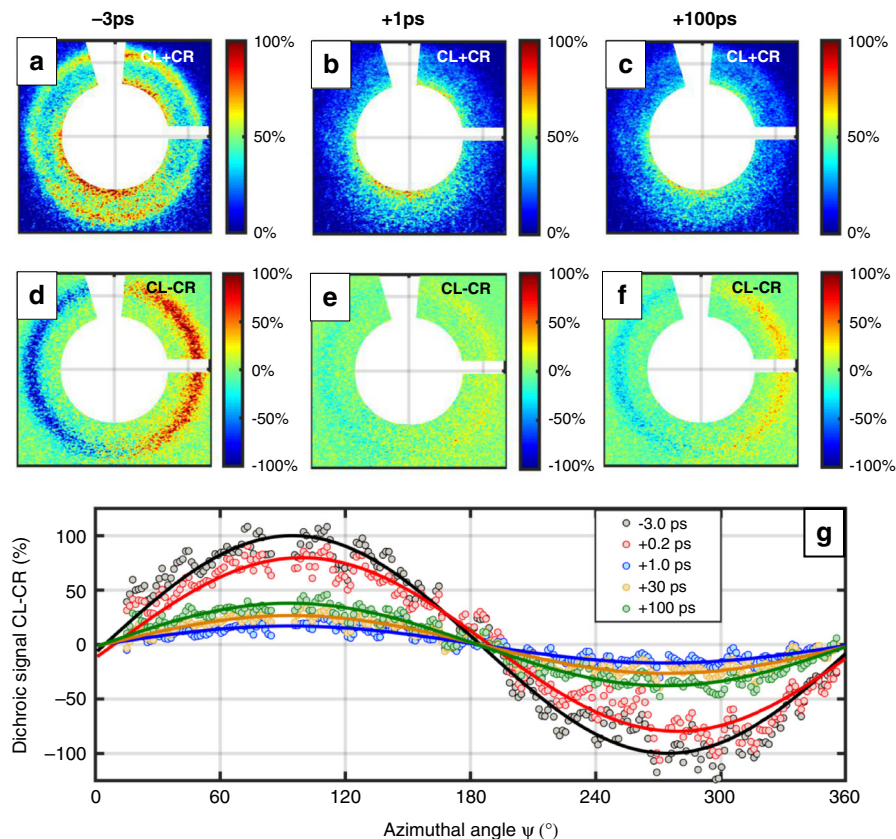 −3ps +1ps +100ps
a CL+CR 100% 50% 0%
b CL+CR 100% 50% 0%
c CL+CR 100% 50% 0%
d CL-CR 100% 50% 0% -50% -100%
e CL-CR 100% 50% 0% -50% -100%
f CL-CR 100% 50% 0% -50% -100%
g
Dichroic signal CL-CR (%)
100
50
0
−50
−100
-3.0 ps
+0.2 ps
+1.0 ps
+30 ps
+100 ps
0 60 120 180 240 300 360
Azimuthal angle ψ (°)